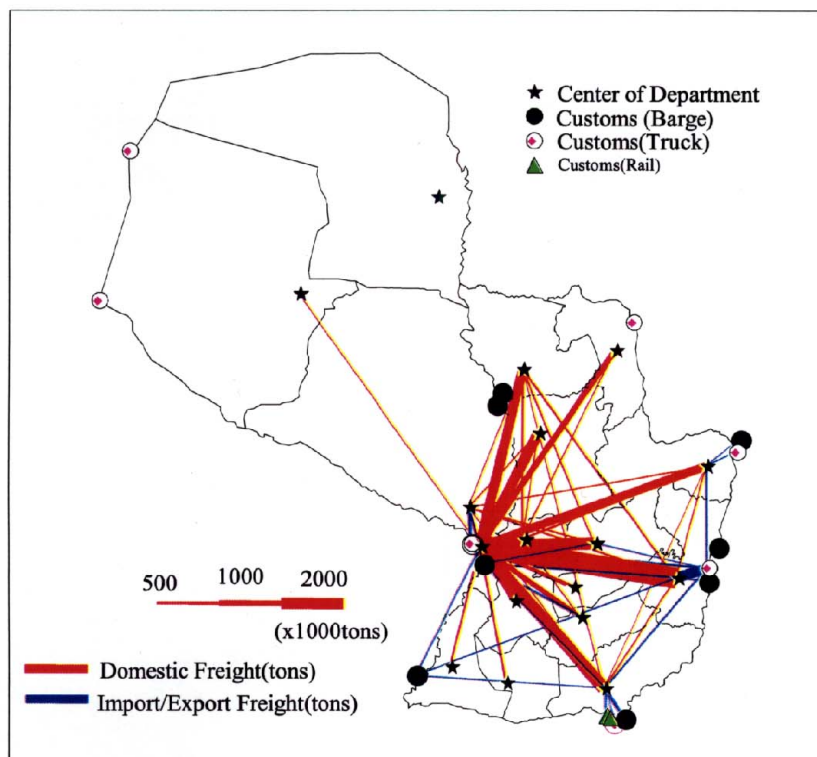 Center of Department
Customs (Barge)
Customs(Truck)
Customs(Rail)
500 1000 2000
(x1000tons)
Domestic Freight(tons)
Import/Export Freight(tons)